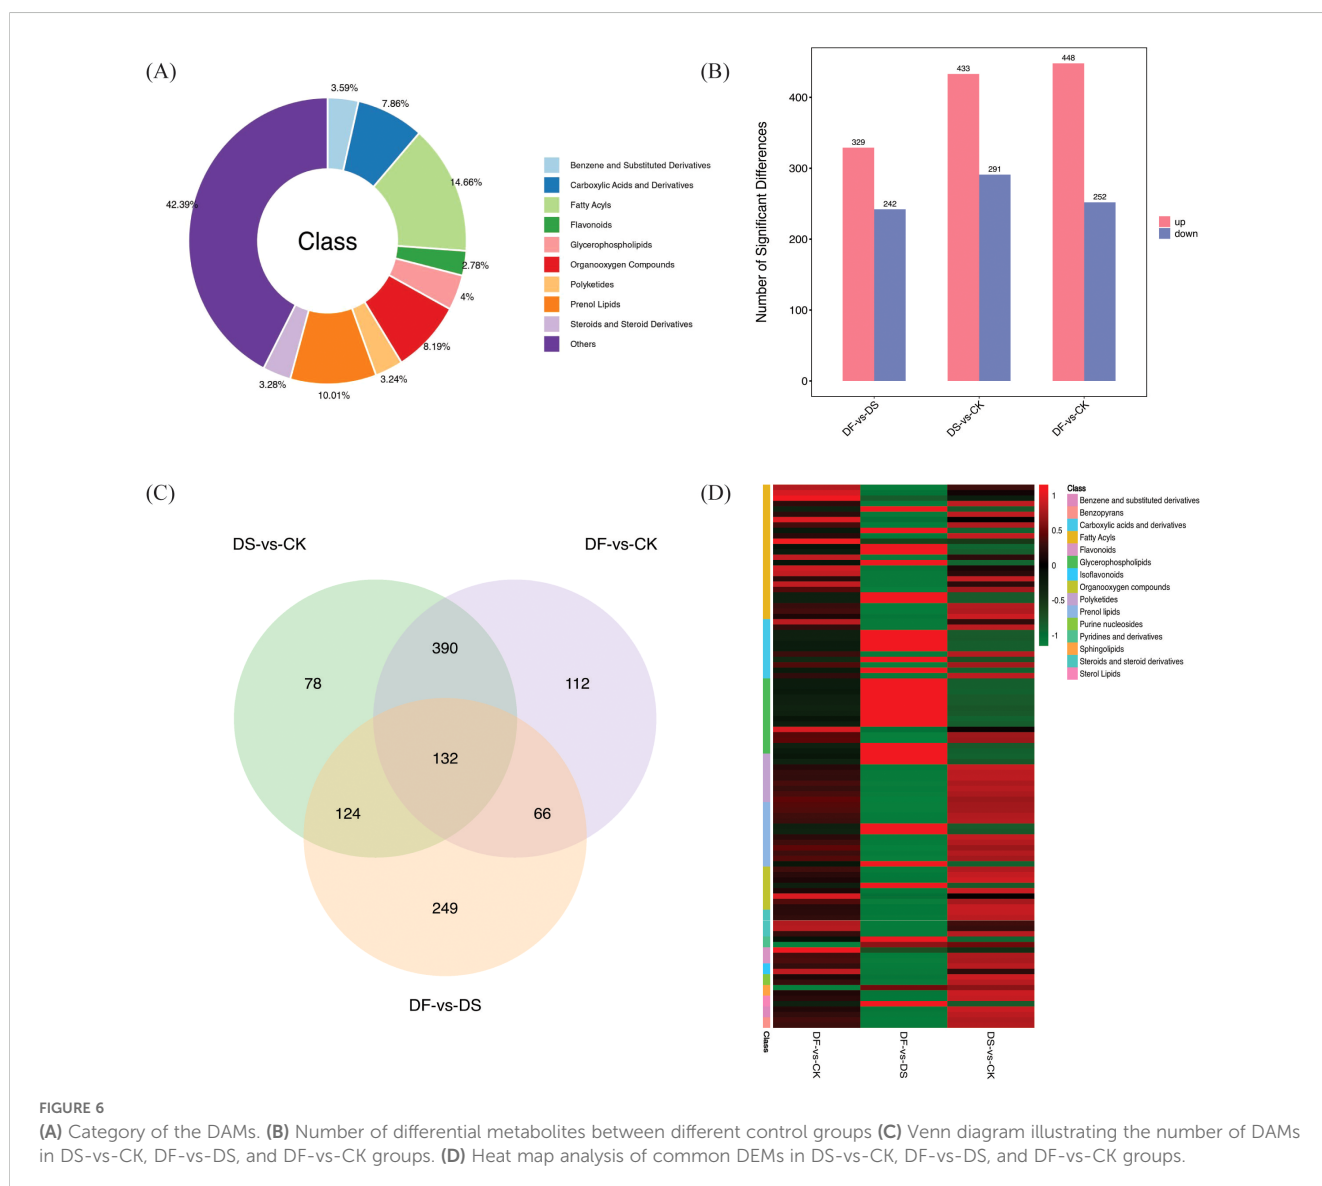 (A)
3.59%
7.86%
14.66%
2.78%
4%
8.19%
3.24%
10.01%
3.28%
42.39%
Class
Benzene and Substituted Derivatives
Carboxylic Acids and Derivatives
Fatty Acyls
Flavonoids
Glycerophospholipids
Organooxygen Compounds
Polyketides
Prenol Lipids
Steroids and Steroid Derivatives
Others
(B)
Number of Significant Differences
400
300
200
100
0
329
242
433
291
448
252
DF-vs-DS
DS-vs-CK
DF-vs-CK
up
down
(C)
DS-vs-CK
DF-vs-CK
390
78
112
132
124
66
249
DF-vs-DS
(D)
1
0.5
0
-0.5
-1
Class
Benzene and substituted derivatives
Benzopyrans
Carboxylic acids and derivatives
Fatty Acyls
Flavonoids
Glycerophospholipids
Isoflavonoids
Organooxygen compounds
Polyketides
Prenol lipids
Purine nucleosides
Pyridines and derivatives
Sphingolipids
Steroids and steroid derivatives
Sterol Lipids
Class
DF-vs-CK
DF-vs-DS
DS-vs-CK
FIGURE 6
(A) Category of the DAMs. (B) Number of differential metabolites between different control groups (C) Venn diagram illustrating the number of DAMs
in DS-vs-CK, DF-vs-DS, and DF-vs-CK groups. (D) Heat map analysis of common DEMs in DS-vs-CK, DF-vs-DS, and DF-vs-CK groups.